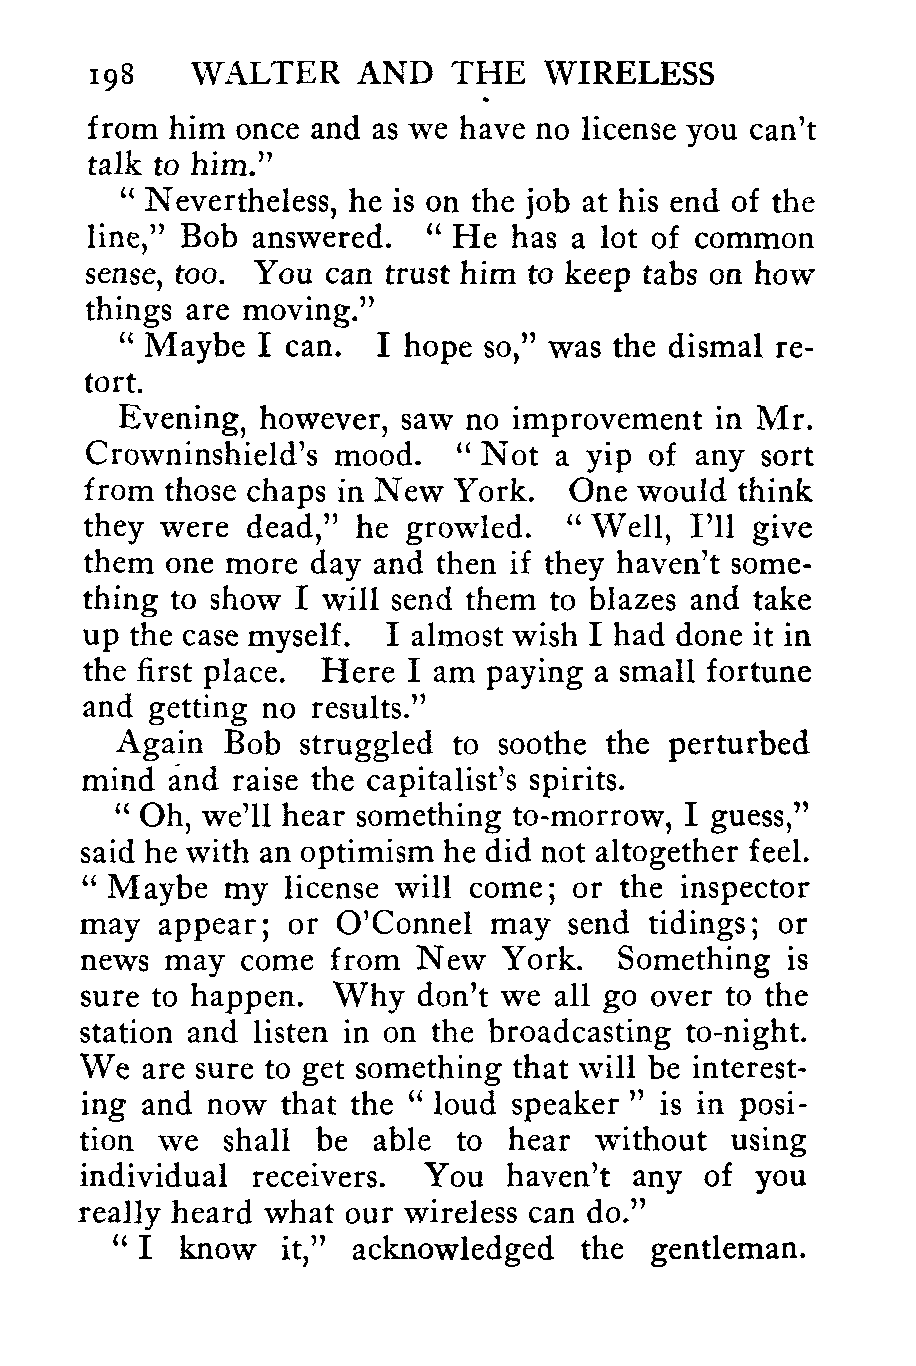 198 WALTER AND THE WIRELESS
from him once and as we have no license you can't
talk to him."
" Nevertheless, he is on the job at his end of the
line," Bob answered. " He has a lot of common
sense, too. You can trust him to keep tabs on how
things are moving."
" Maybe I can. I hope so," was the dismal re-
tort.
Evening, however, saw no improvement in Mr.
Crowninshield's mood. " Not a yip of any sort
from those chaps in New York. One would think
they were dead," he growled. " Well, I'll give
them one more day and then if they haven't some-
thing to show I will send them to blazes and take
up the case myself. I almost wish I had done it in
the first place. Here I am paying a small fortune
and getting no results."
Again Bob struggled to soothe the perturbed
mind and raise the capitalist's spirits.
" Oh, we'll hear something to-morrow, I guess,"
said he with an optimism he did not altogether feel.
" Maybe my license will come; or the inspector
may appear; or O'Connel may send tidings; or
news may come from New York. Something is
sure to happen. Why don't we all go over to the
station and listen in on the broadcasting to-night.
We are sure to get something that will be interest-
ing and now that the " loud speaker " is in posi-
tion we shall be able to hear without using
individual receivers. You haven't any of you
really heard what our wireless can do."
" I know it," acknowledged the gentleman.